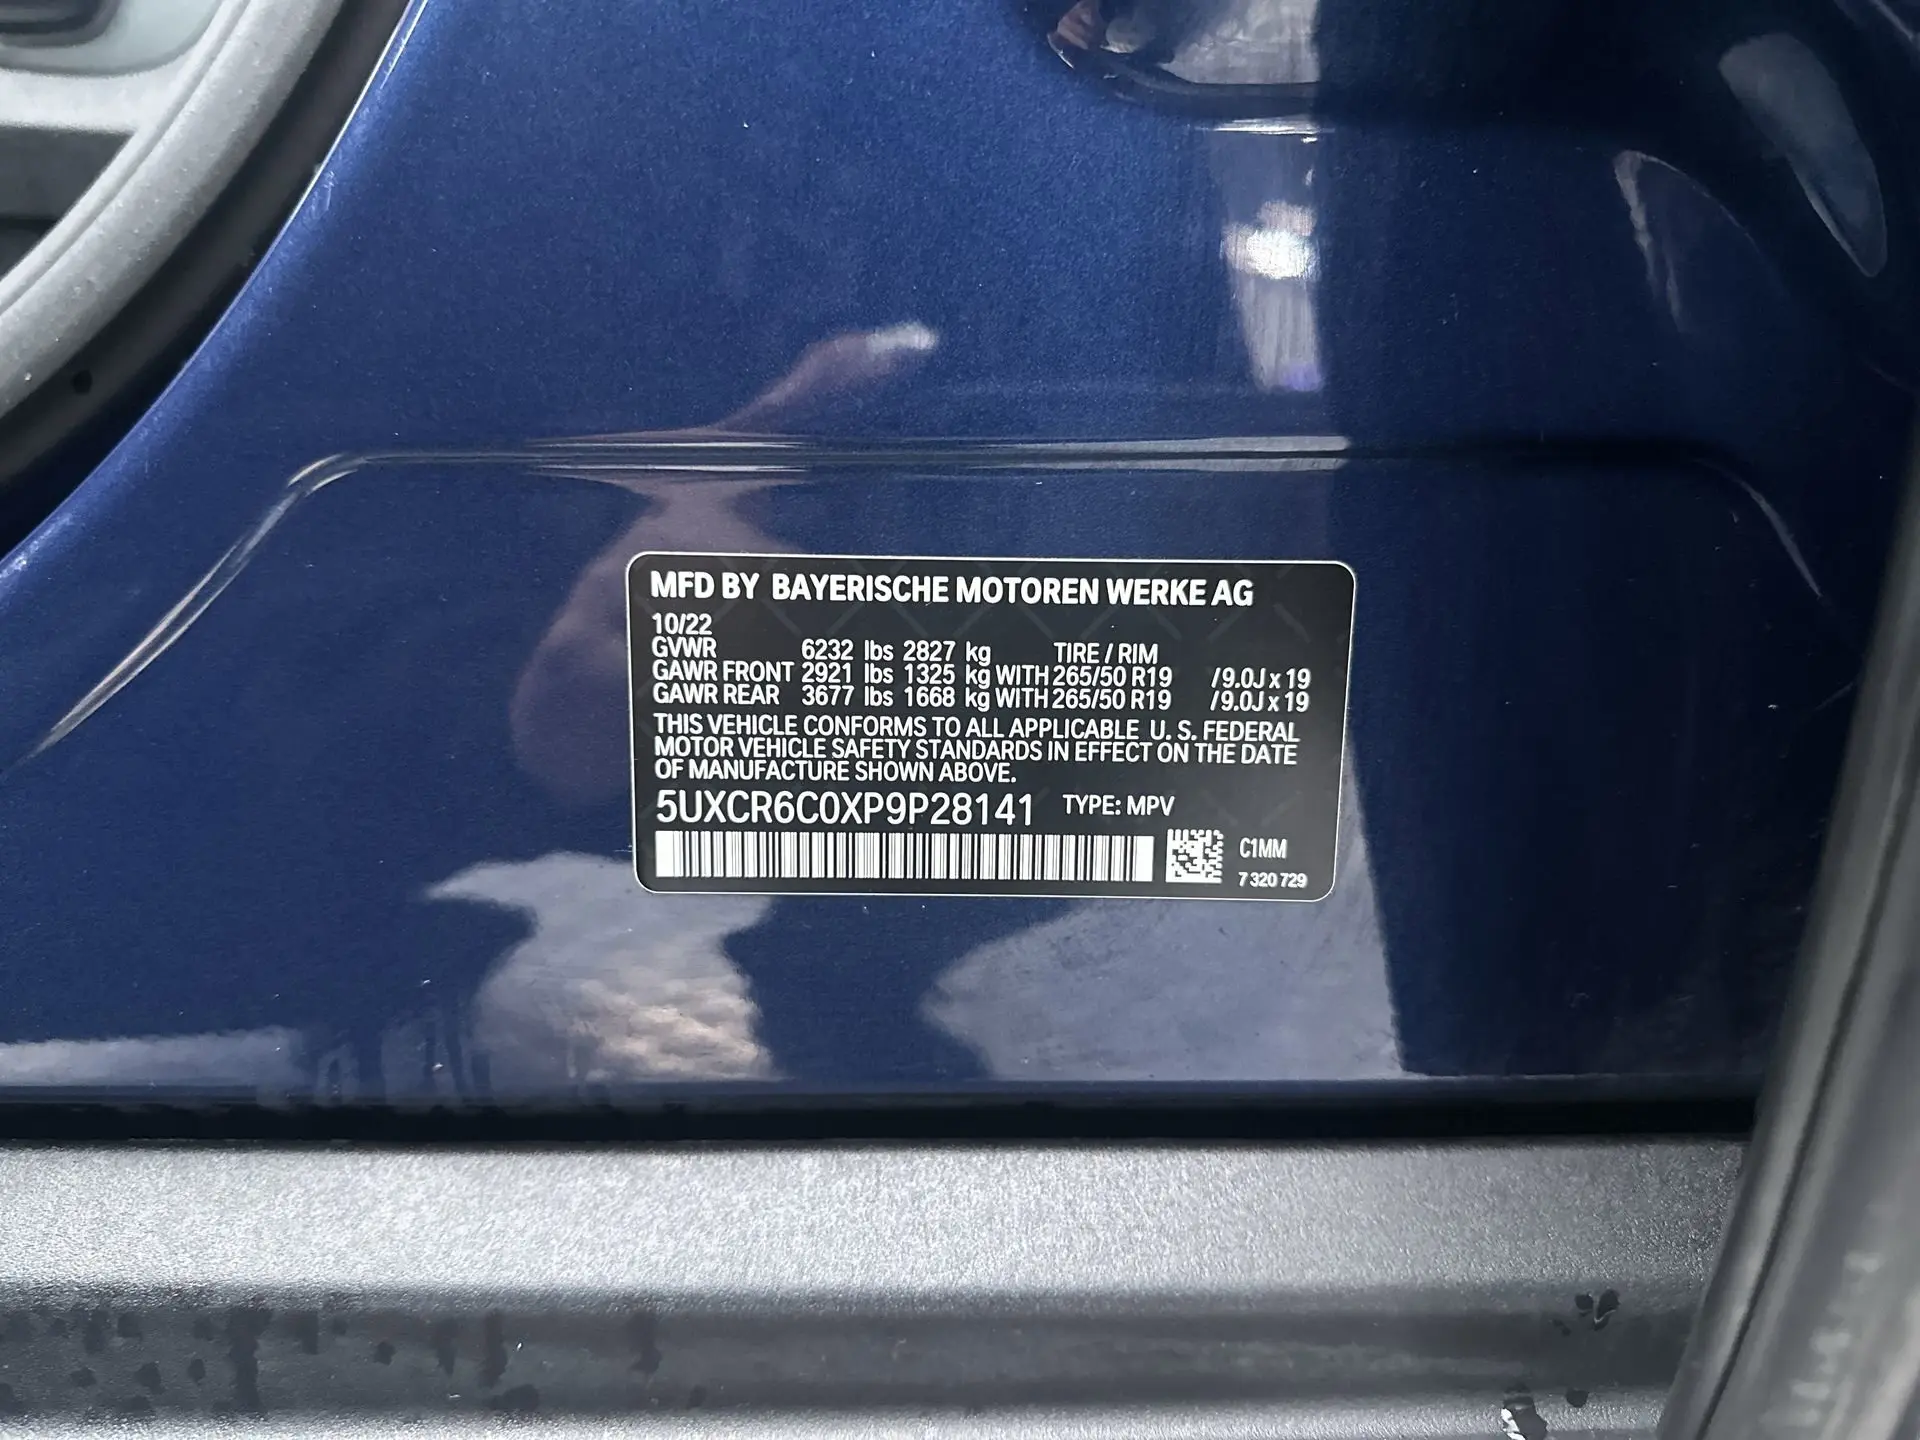 MFD BY BAYERISCHE MOTOREN WERKE AG
10/22
GVWR 6232 lbs 2827 kg TIRE / RIM
GAWR FRONT 2921 lbs 1325 kg WITH 265/50 R19 /9.0J x 19
GAWR REAR 3677 lbs 1668 kg WITH 265/50 R19 /9.0J x 19
THIS VEHICLE CONFORMS TO ALL APPLICABLE U. S. FEDERAL
MOTOR VEHICLE SAFETY STANDARDS IN EFFECT ON THE DATE
OF MANUFACTURE SHOWN ABOVE.
5UXCR6C0XP9P28141 TYPE: MPV
C1MM
7 320 729